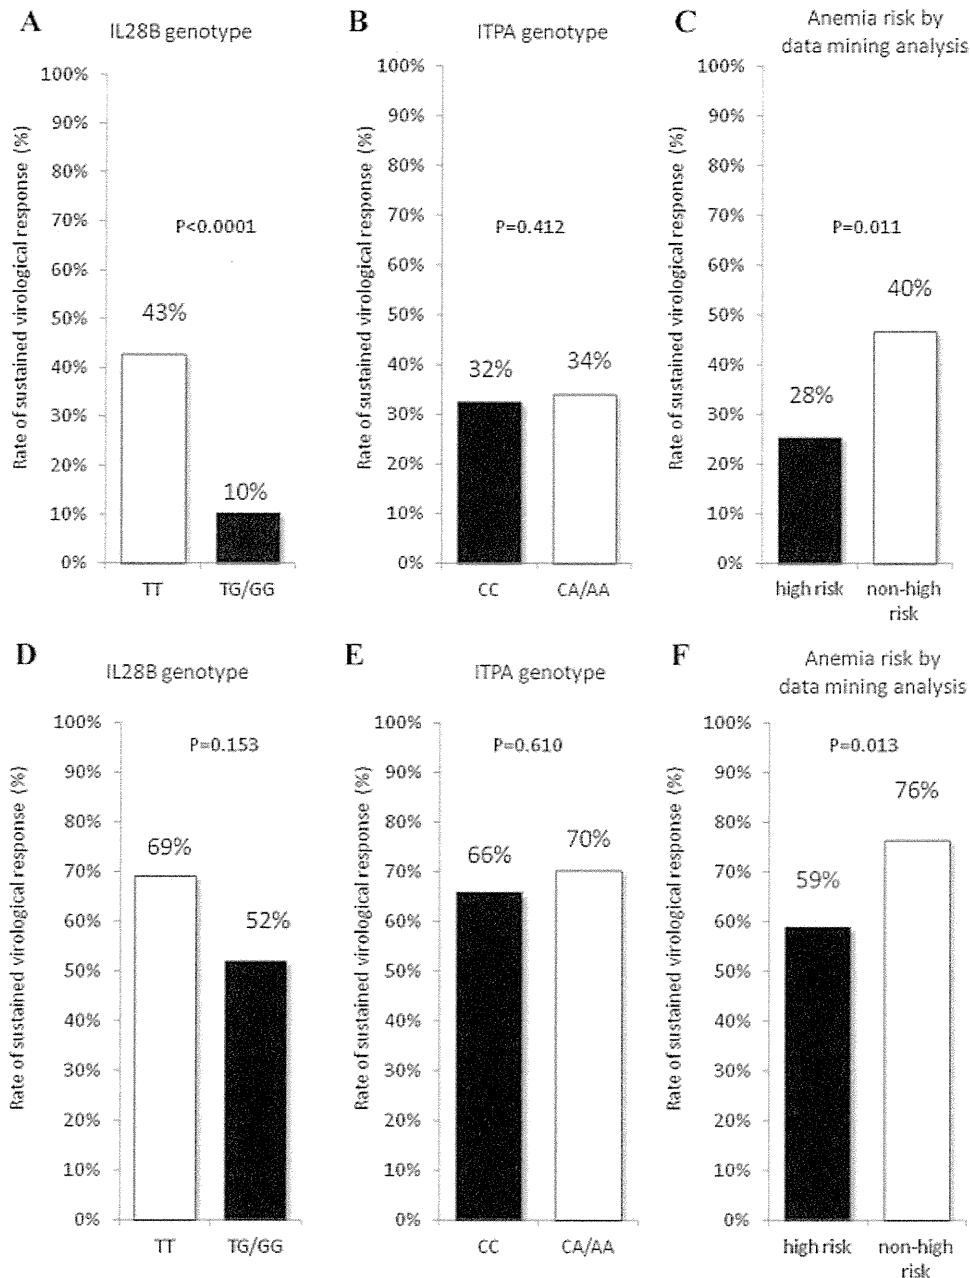 A
IL28B genotype
Rate of sustained virological response (%)
100%
90%
80%
70%
60%
50%
40%
30%
20%
10%
0%
P<0.0001
43%
10%
TT
TG/GG
B
ITPA genotype
Rate of sustained virological response (%)
100%
90%
80%
70%
60%
50%
40%
30%
20%
10%
0%
P=0.412
32%
34%
CC
CA/AA
C
Anemia risk by
data mining analysis
Rate of sustained virological response (%)
100%
90%
80%
70%
60%
50%
40%
30%
20%
10%
0%
P=0.011
28%
40%
high risk
non-high
risk
D
IL28B genotype
Rate of sustained virological response (%)
100%
90%
80%
70%
60%
50%
40%
30%
20%
10%
0%
P=0.153
69%
52%
TT
TG/GG
E
ITPA genotype
Rate of sustained virological response (%)
100%
90%
80%
70%
60%
50%
40%
30%
20%
10%
0%
P=0.610
66%
70%
CC
CA/AA
F
Anemia risk by
data mining analysis
Rate of sustained virological response (%)
100%
90%
80%
70%
60%
50%
40%
30%
20%
10%
0%
P=0.013
59%
76%
high risk
non-high
risk